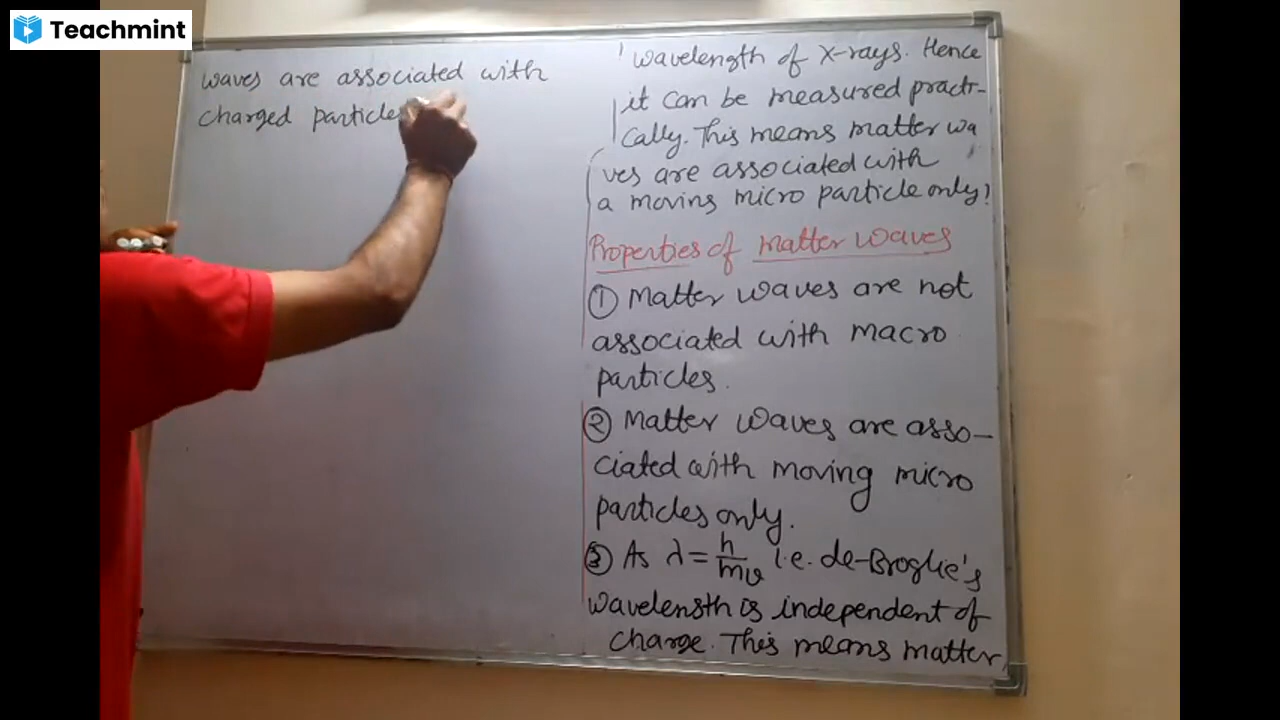 Teachmint
waves are associated with
charged particles
wavelength of X-rays. Hence
it can be measured practi-
cally. This means matter wa
ves are associated with
a moving micro particle only?
Properties of matter waves
① Matter waves are not
associated with macro
particles.
② Matter waves are asso-
ciated with moving micro
particles only.
③ As λ = h/mv i.e. de-Broglie's
wavelength is independent of
charge. This means matter